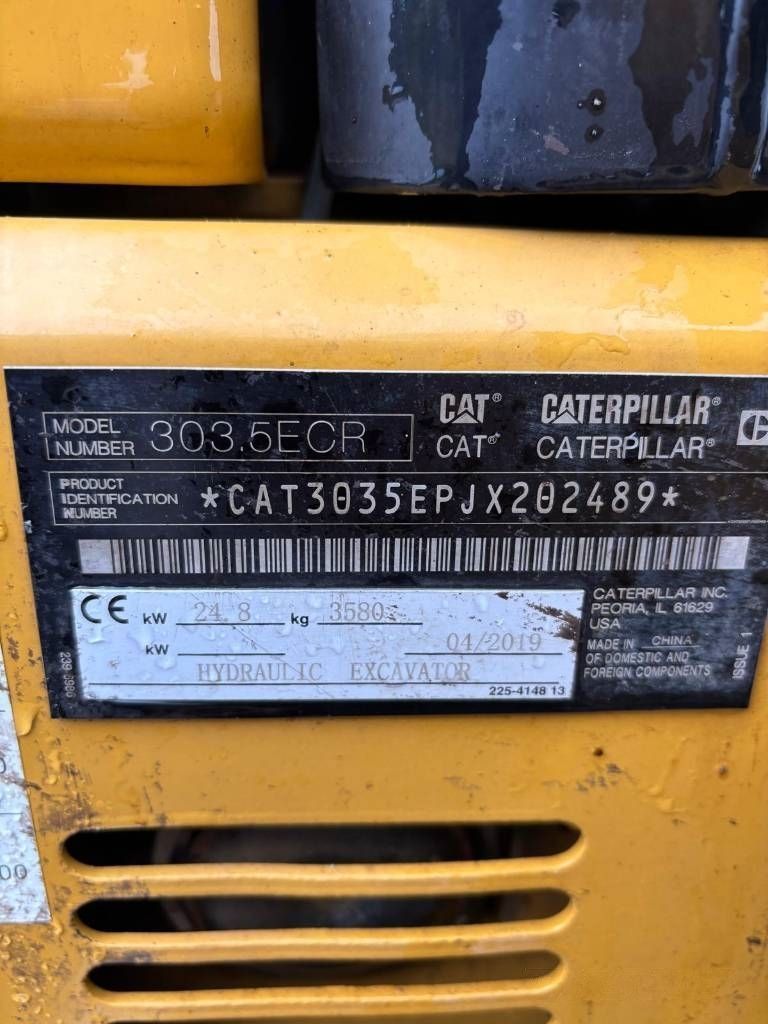 MODEL NUMBER 303.5ECR
CAT® CATERPILLAR®
CAT® CATERPILLAR®
PRODUCT IDENTIFICATION NUMBER *CAT3035EPJX202489*
CE kW 24.8 kg 3580
kW 04/2019
HYDRAULIC EXCAVATOR
225-4148 13
CATERPILLAR INC.
PEORIA, IL 61629
USA
MADE IN CHINA
OF DOMESTIC AND
FOREIGN COMPONENTS
ISSUE 1
00